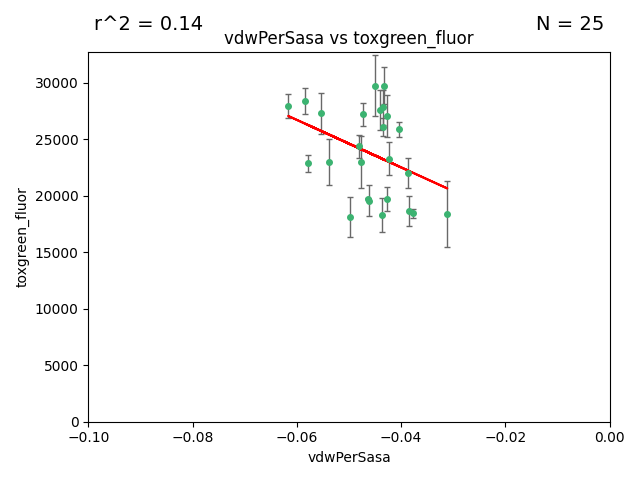 r^2 = 0.14
N = 25
vdwPerSasa vs toxgreen_fluor
30000
25000
20000
15000
10000
5000
0
toxgreen_fluor
−0.10
−0.08
−0.06
−0.04
−0.02
0.00
vdwPerSasa